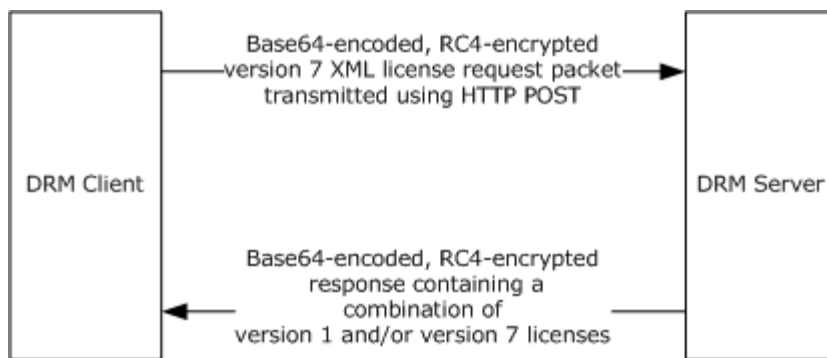 Base64-encoded, RC4-encrypted
version 7 XML license request packet
transmitted using HTTP POST
DRM Client
DRM Server
Base64-encoded, RC4-encrypted
response containing a
combination of
version 1 and/or version 7 licenses